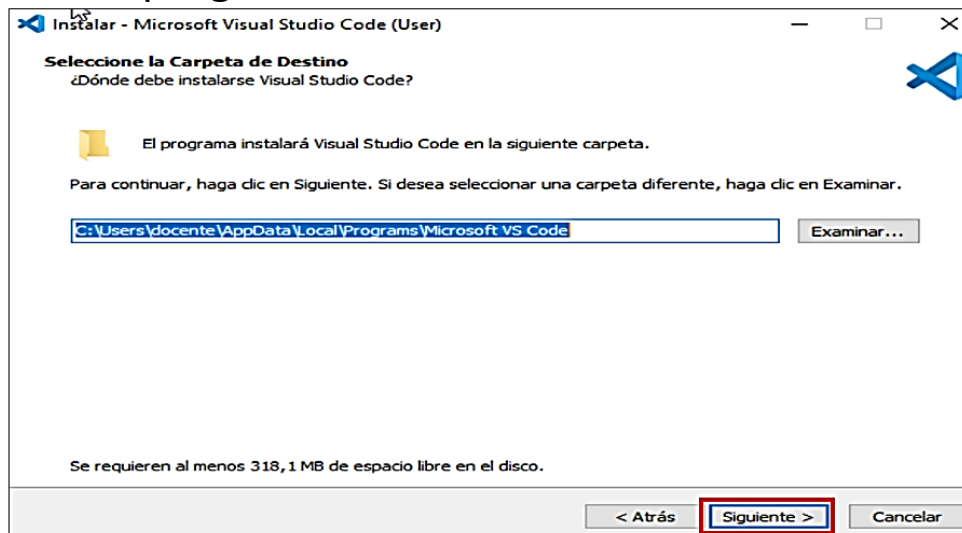 Instalar - Microsoft Visual Studio Code (User)
Seleccione la Carpeta de Destino
¿Dónde debe instalarse Visual Studio Code?
El programa instalará Visual Studio Code en la siguiente carpeta.
Para continuar, haga clic en Siguiente. Si desea seleccionar una carpeta diferente, haga clic en Examinar.
C:\Users\docente\AppData\Local\Programs\Microsoft VS Code
Examinar...
Se requieren al menos 318,1 MB de espacio libre en el disco.
< Atrás
Siguiente >
Cancelar